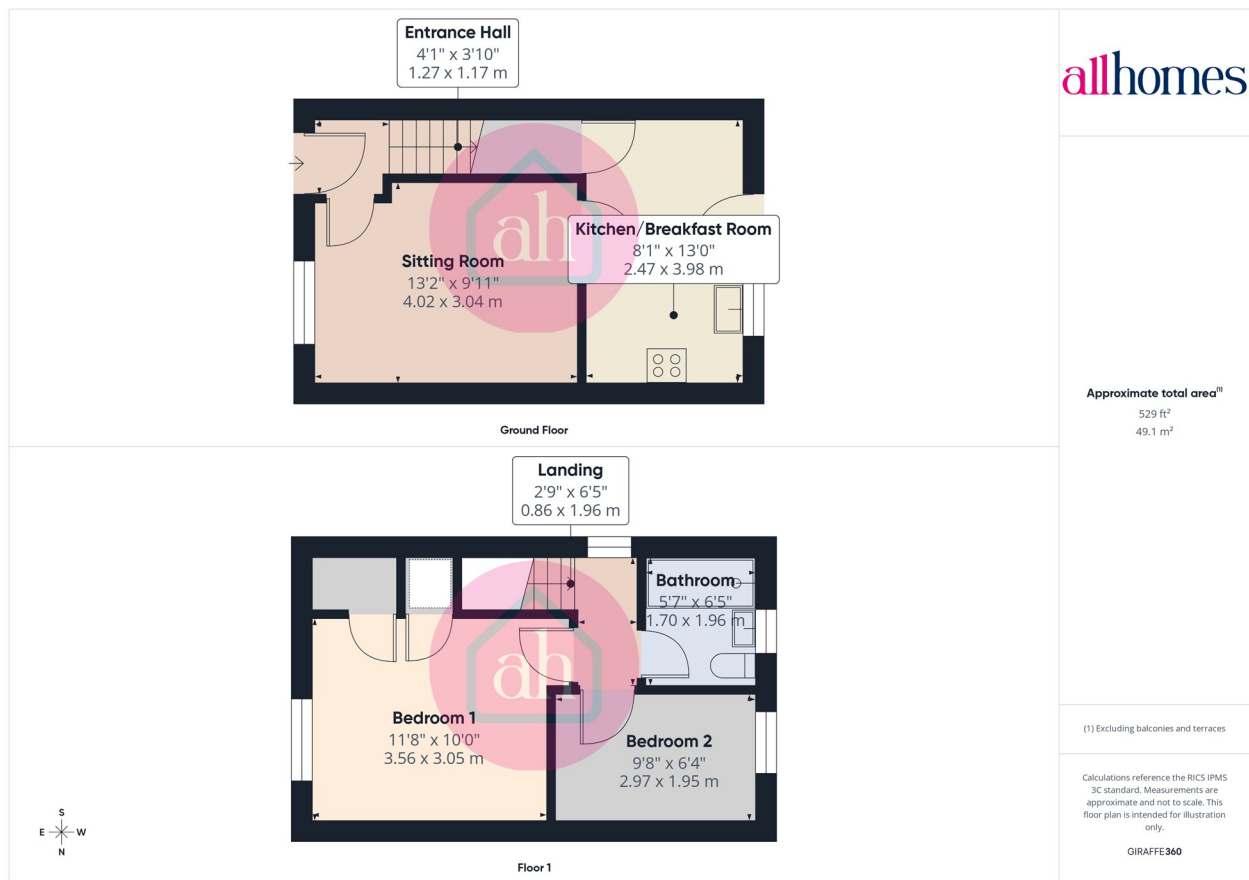 Entrance Hall
4'1" x 3'10"
1.27 x 1.17 m
allhomes
ah
Kitchen/Breakfast Room
8'1" x 13'0"
2.47 x 3.98 m
Sitting Room
13'2" x 9'11"
4.02 x 3.04 m
Ground Floor
Approximate total area(1)
529 ft²
49.1 m²
Landing
2'9" x 6'5"
0.86 x 1.96 m
Bathroom
5'7" x 6'5"
1.70 x 1.96 m
ah
Bedroom 1
11'8" x 10'0"
3.56 x 3.05 m
Bedroom 2
9'8" x 6'4"
2.97 x 1.95 m
S
E W
N
Floor 1
(1) Excluding balconies and terraces
Calculations reference the RICS IPMS
3C standard. Measurements are
approximate and not to scale. This
floor plan is intended for illustration
only.
GIRAFFE360